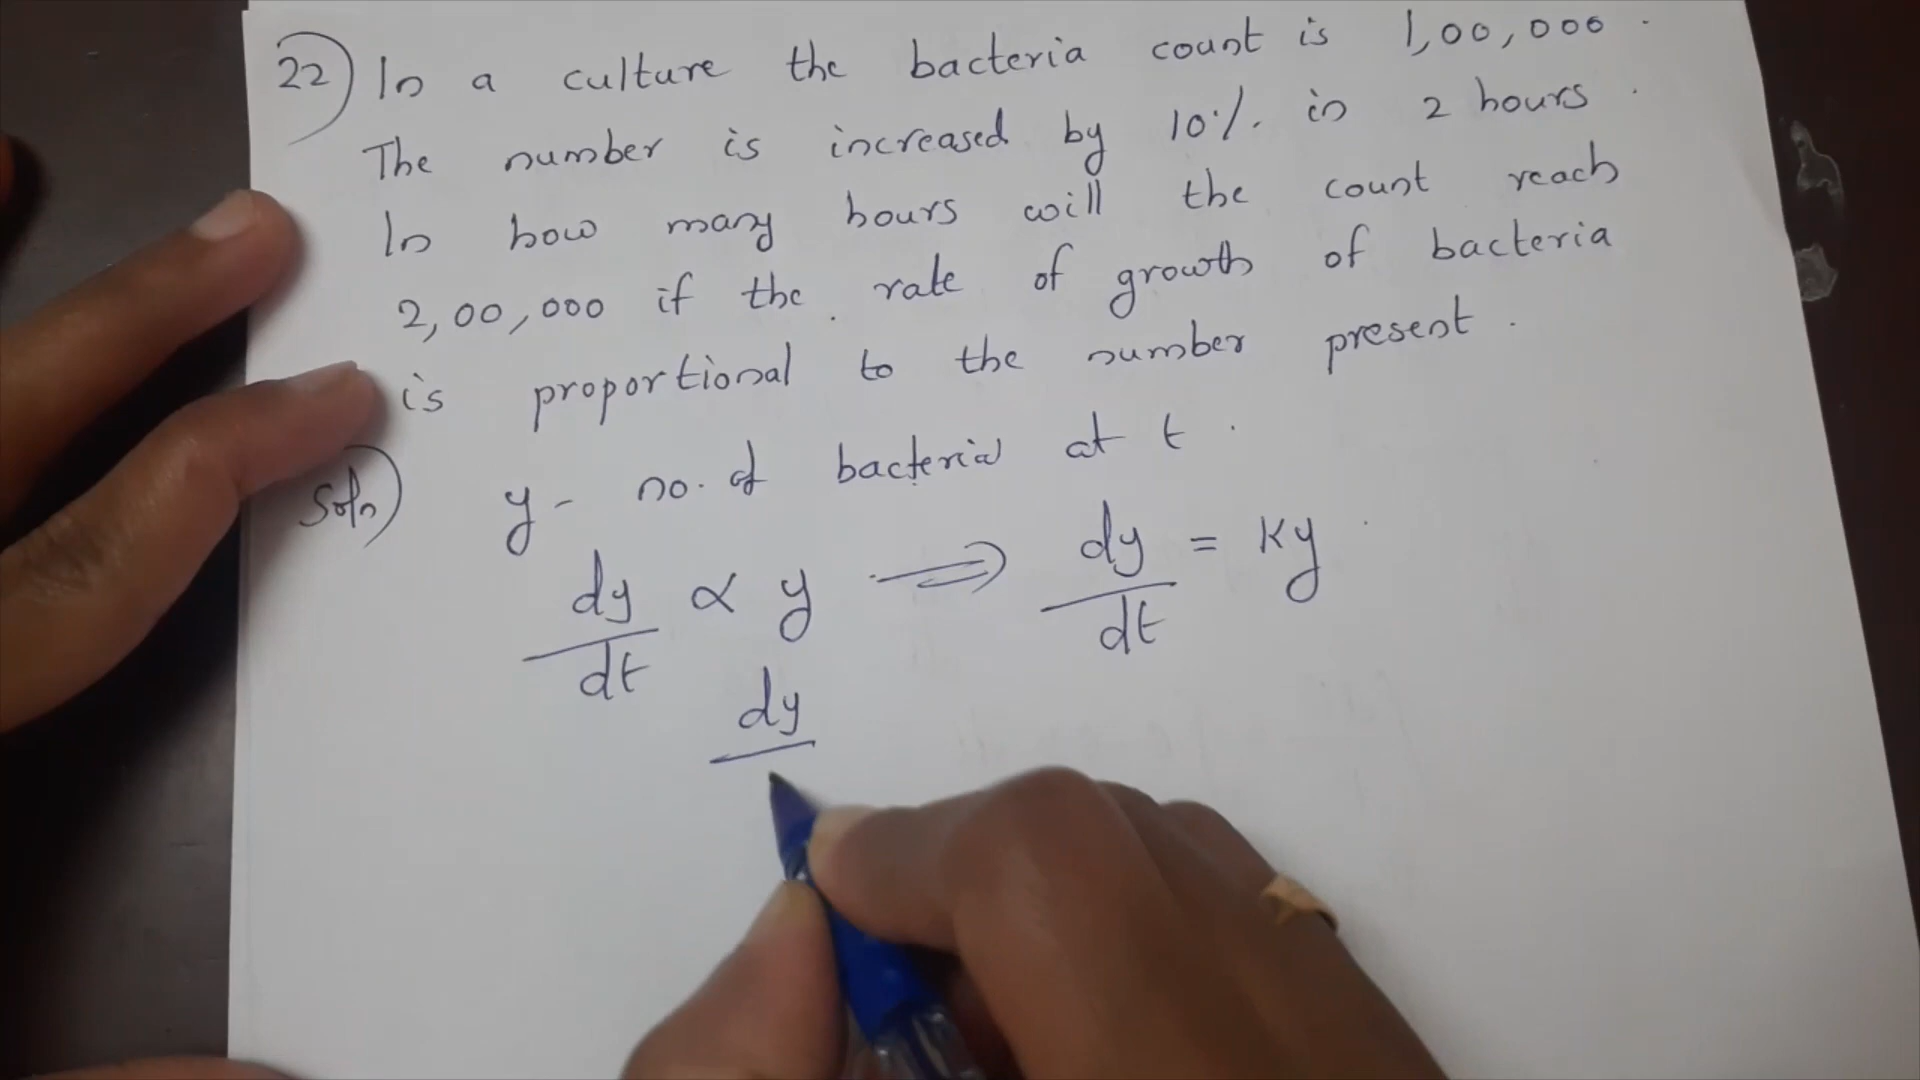 22) In a culture the bacteria count is 1,00,000.
The number is increased by 10%. in 2 hours.
In how many hours will the count reach
2,00,000 if the rate of growth of bacteria
is proportional to the number present.
Soln) y - no. of bacteria at t.
dy/dt ∝ y ⟹ dy/dt = ky
dy